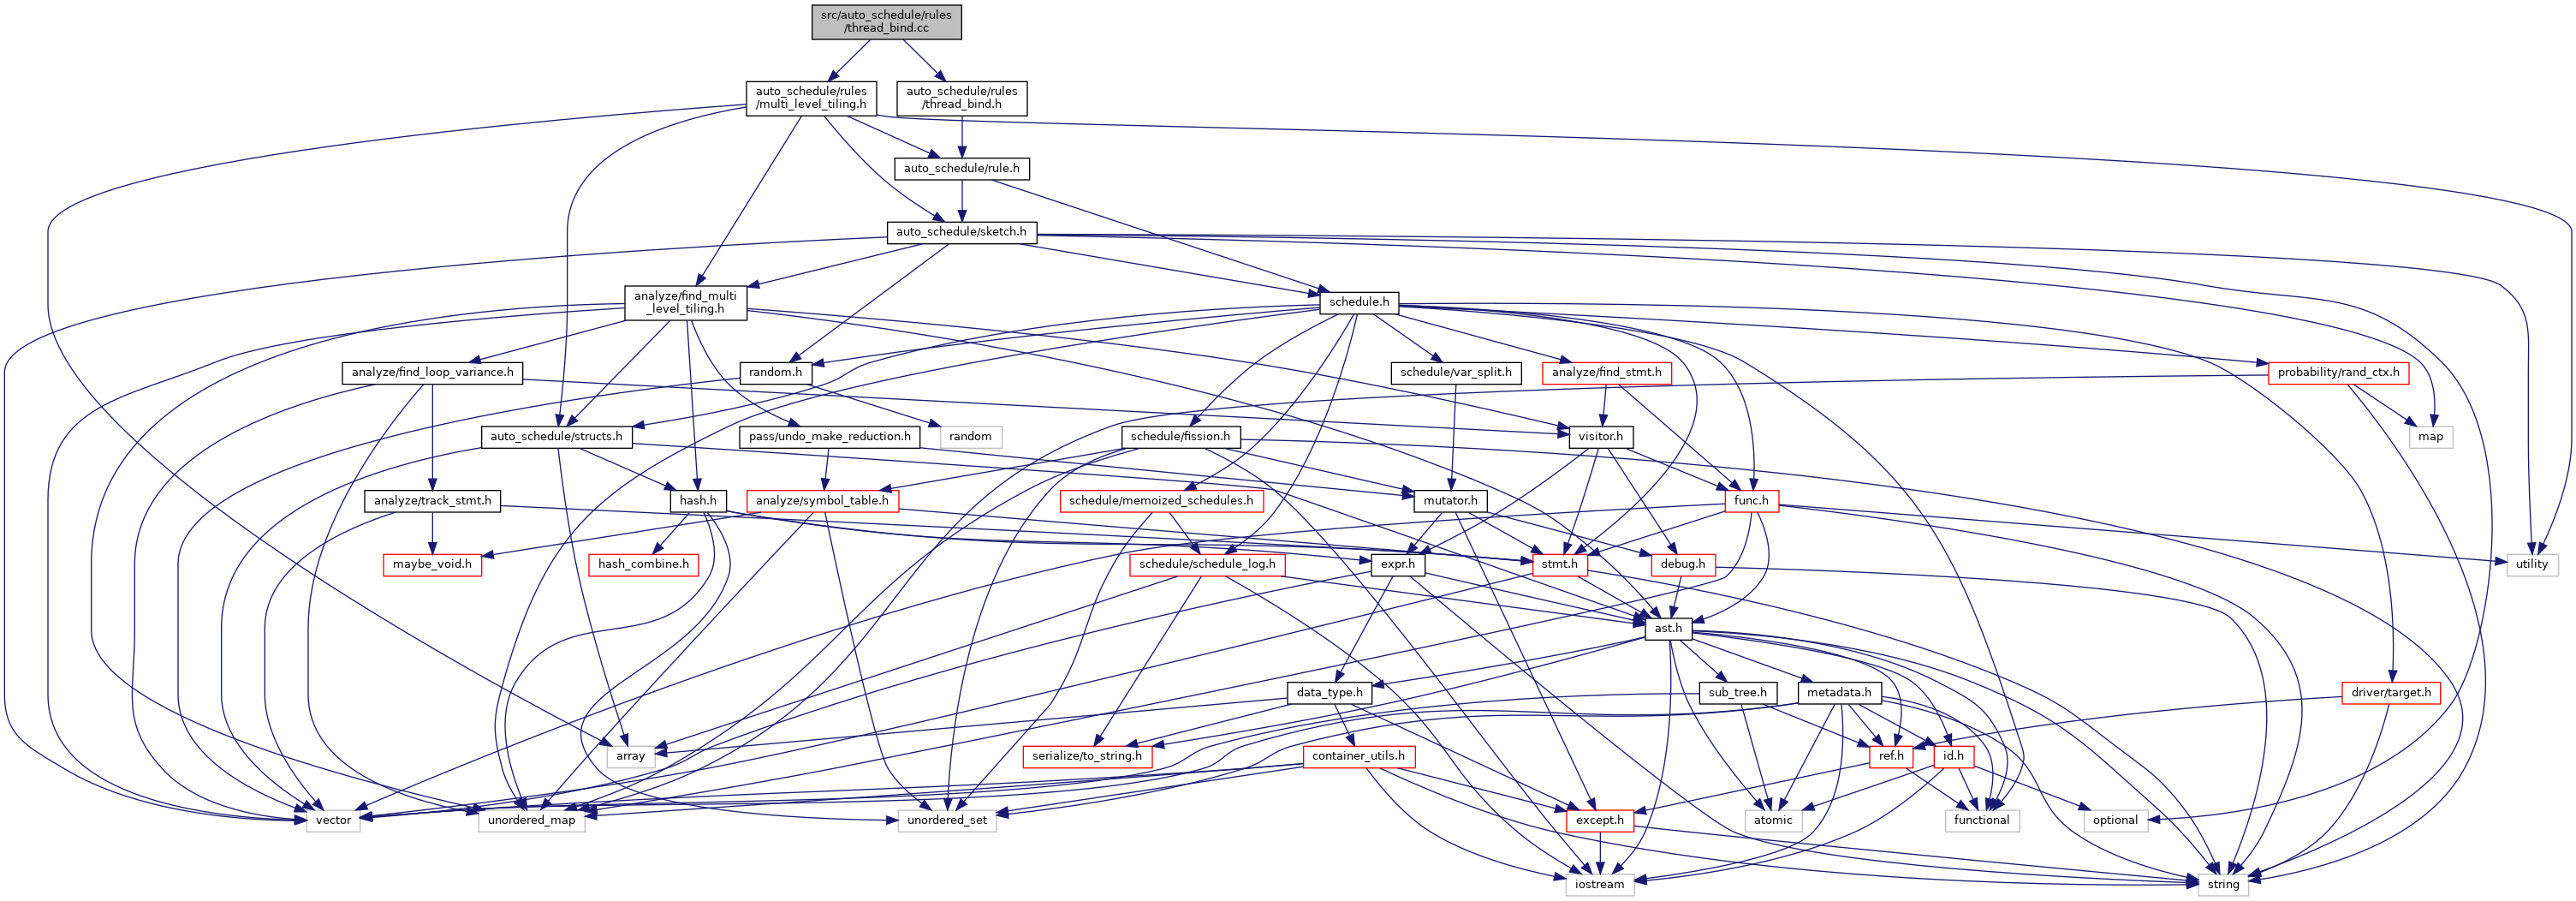 src/auto_schedule/rules
/thread_bind.cc
auto_schedule/rules
/multi_level_tiling.h
auto_schedule/rules
/thread_bind.h
auto_schedule/rule.h
auto_schedule/sketch.h
analyze/find_multi
_level_tiling.h
schedule.h
analyze/find_loop_variance.h
random.h
schedule/var_split.h
analyze/find_stmt.h
probability/rand_ctx.h
auto_schedule/structs.h
pass/undo_make_reduction.h
random
schedule/fission.h
visitor.h
map
analyze/track_stmt.h
hash.h
analyze/symbol_table.h
schedule/memoized_schedules.h
mutator.h
func.h
maybe_void.h
hash_combine.h
schedule/schedule_log.h
expr.h
stmt.h
debug.h
utility
ast.h
data_type.h
sub_tree.h
metadata.h
driver/target.h
array
serialize/to_string.h
container_utils.h
ref.h
id.h
vector
unordered_map
unordered_set
except.h
atomic
functional
optional
iostream
string